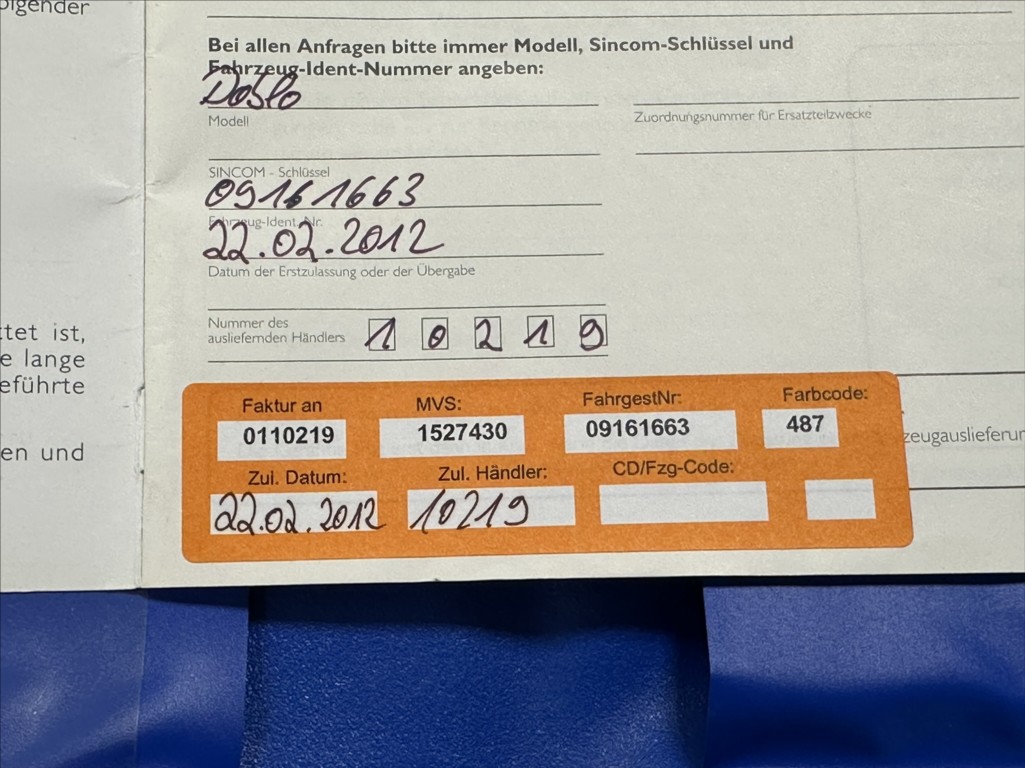 olgender
Bei allen Anfragen bitte immer Modell, Sincom-Schlüssel und
Fahrzeug-Ident-Nummer angeben:
Doblo
Modell
Zuordnungsnummer für Ersatzteilzwecke
SINCOM - Schlüssel
09161663
Fahrzeug-Ident.-Nr.
22.02.2012
Datum der Erstzulassung oder der Übergabe
Nummer des
ausliefernden Händlers 1 0 2 1 9
tet ist,
e lange
eführte
en und
Faktur an MVS: FahrgestNr: Farbcode:
0110219 1527430 09161663 487
zeugauslieferun
Zul. Datum: Zul. Händler: CD/Fzg-Code:
22.02.2012 10219